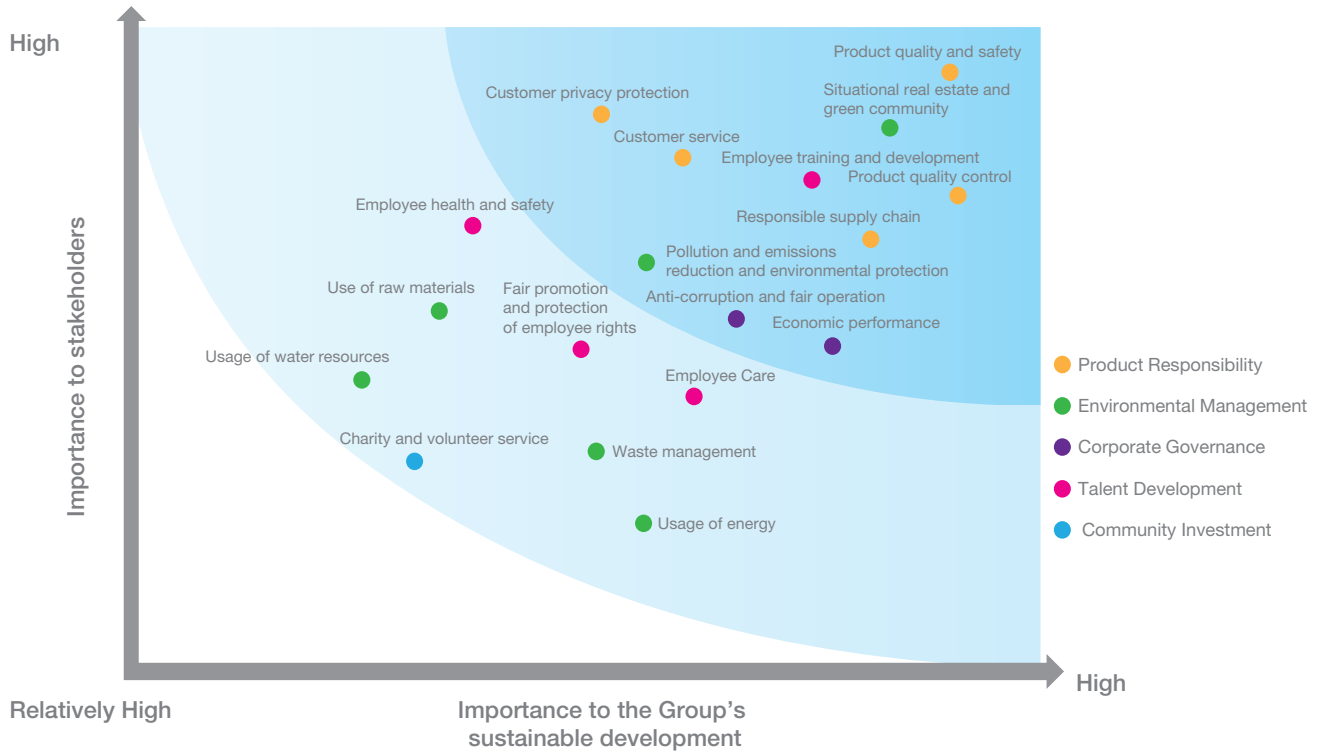 High
Product quality and safety
Situational real estate and
green community
Customer privacy protection
Customer service
Employee training and development
Product quality control
Employee health and safety
Responsible supply chain
Pollution and emissions
reduction and environmental protection
Use of raw materials
Fair promotion
and protection
of employee rights
Anti-corruption and fair operation
Economic performance
Usage of water resources
Employee Care
Charity and volunteer service
Waste management
Usage of energy
Importance to stakeholders
Product Responsibility
Environmental Management
Corporate Governance
Talent Development
Community Investment
High
Relatively High
Importance to the Group’s
sustainable development